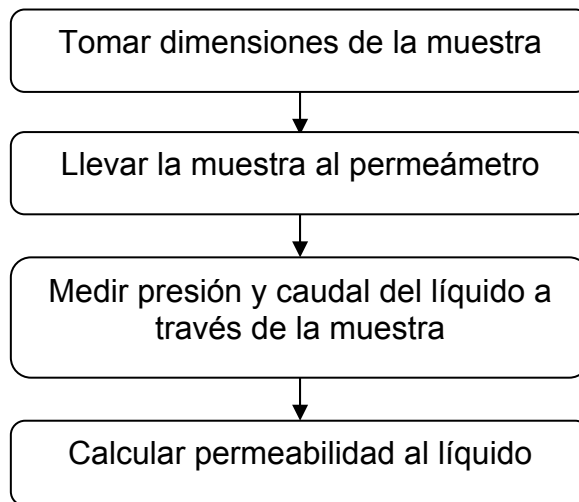 Tomar dimensiones de la muestra
Llevar la muestra al permeámetro
Medir presión y caudal del líquido a
través de la muestra
Calcular permeabilidad al líquido